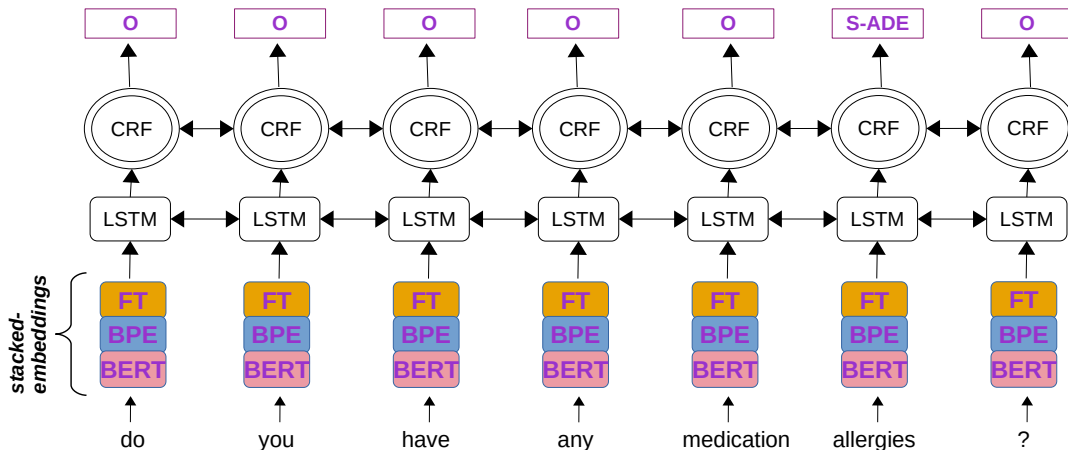 O O O O O S-ADE O
CRF CRF CRF CRF CRF CRF CRF
LSTM LSTM LSTM LSTM LSTM LSTM LSTM
stacked-
embeddings
FT FT FT FT FT FT FT
BPE BPE BPE BPE BPE BPE BPE
BERT BERT BERT BERT BERT BERT BERT
do you have any medication allergies ?